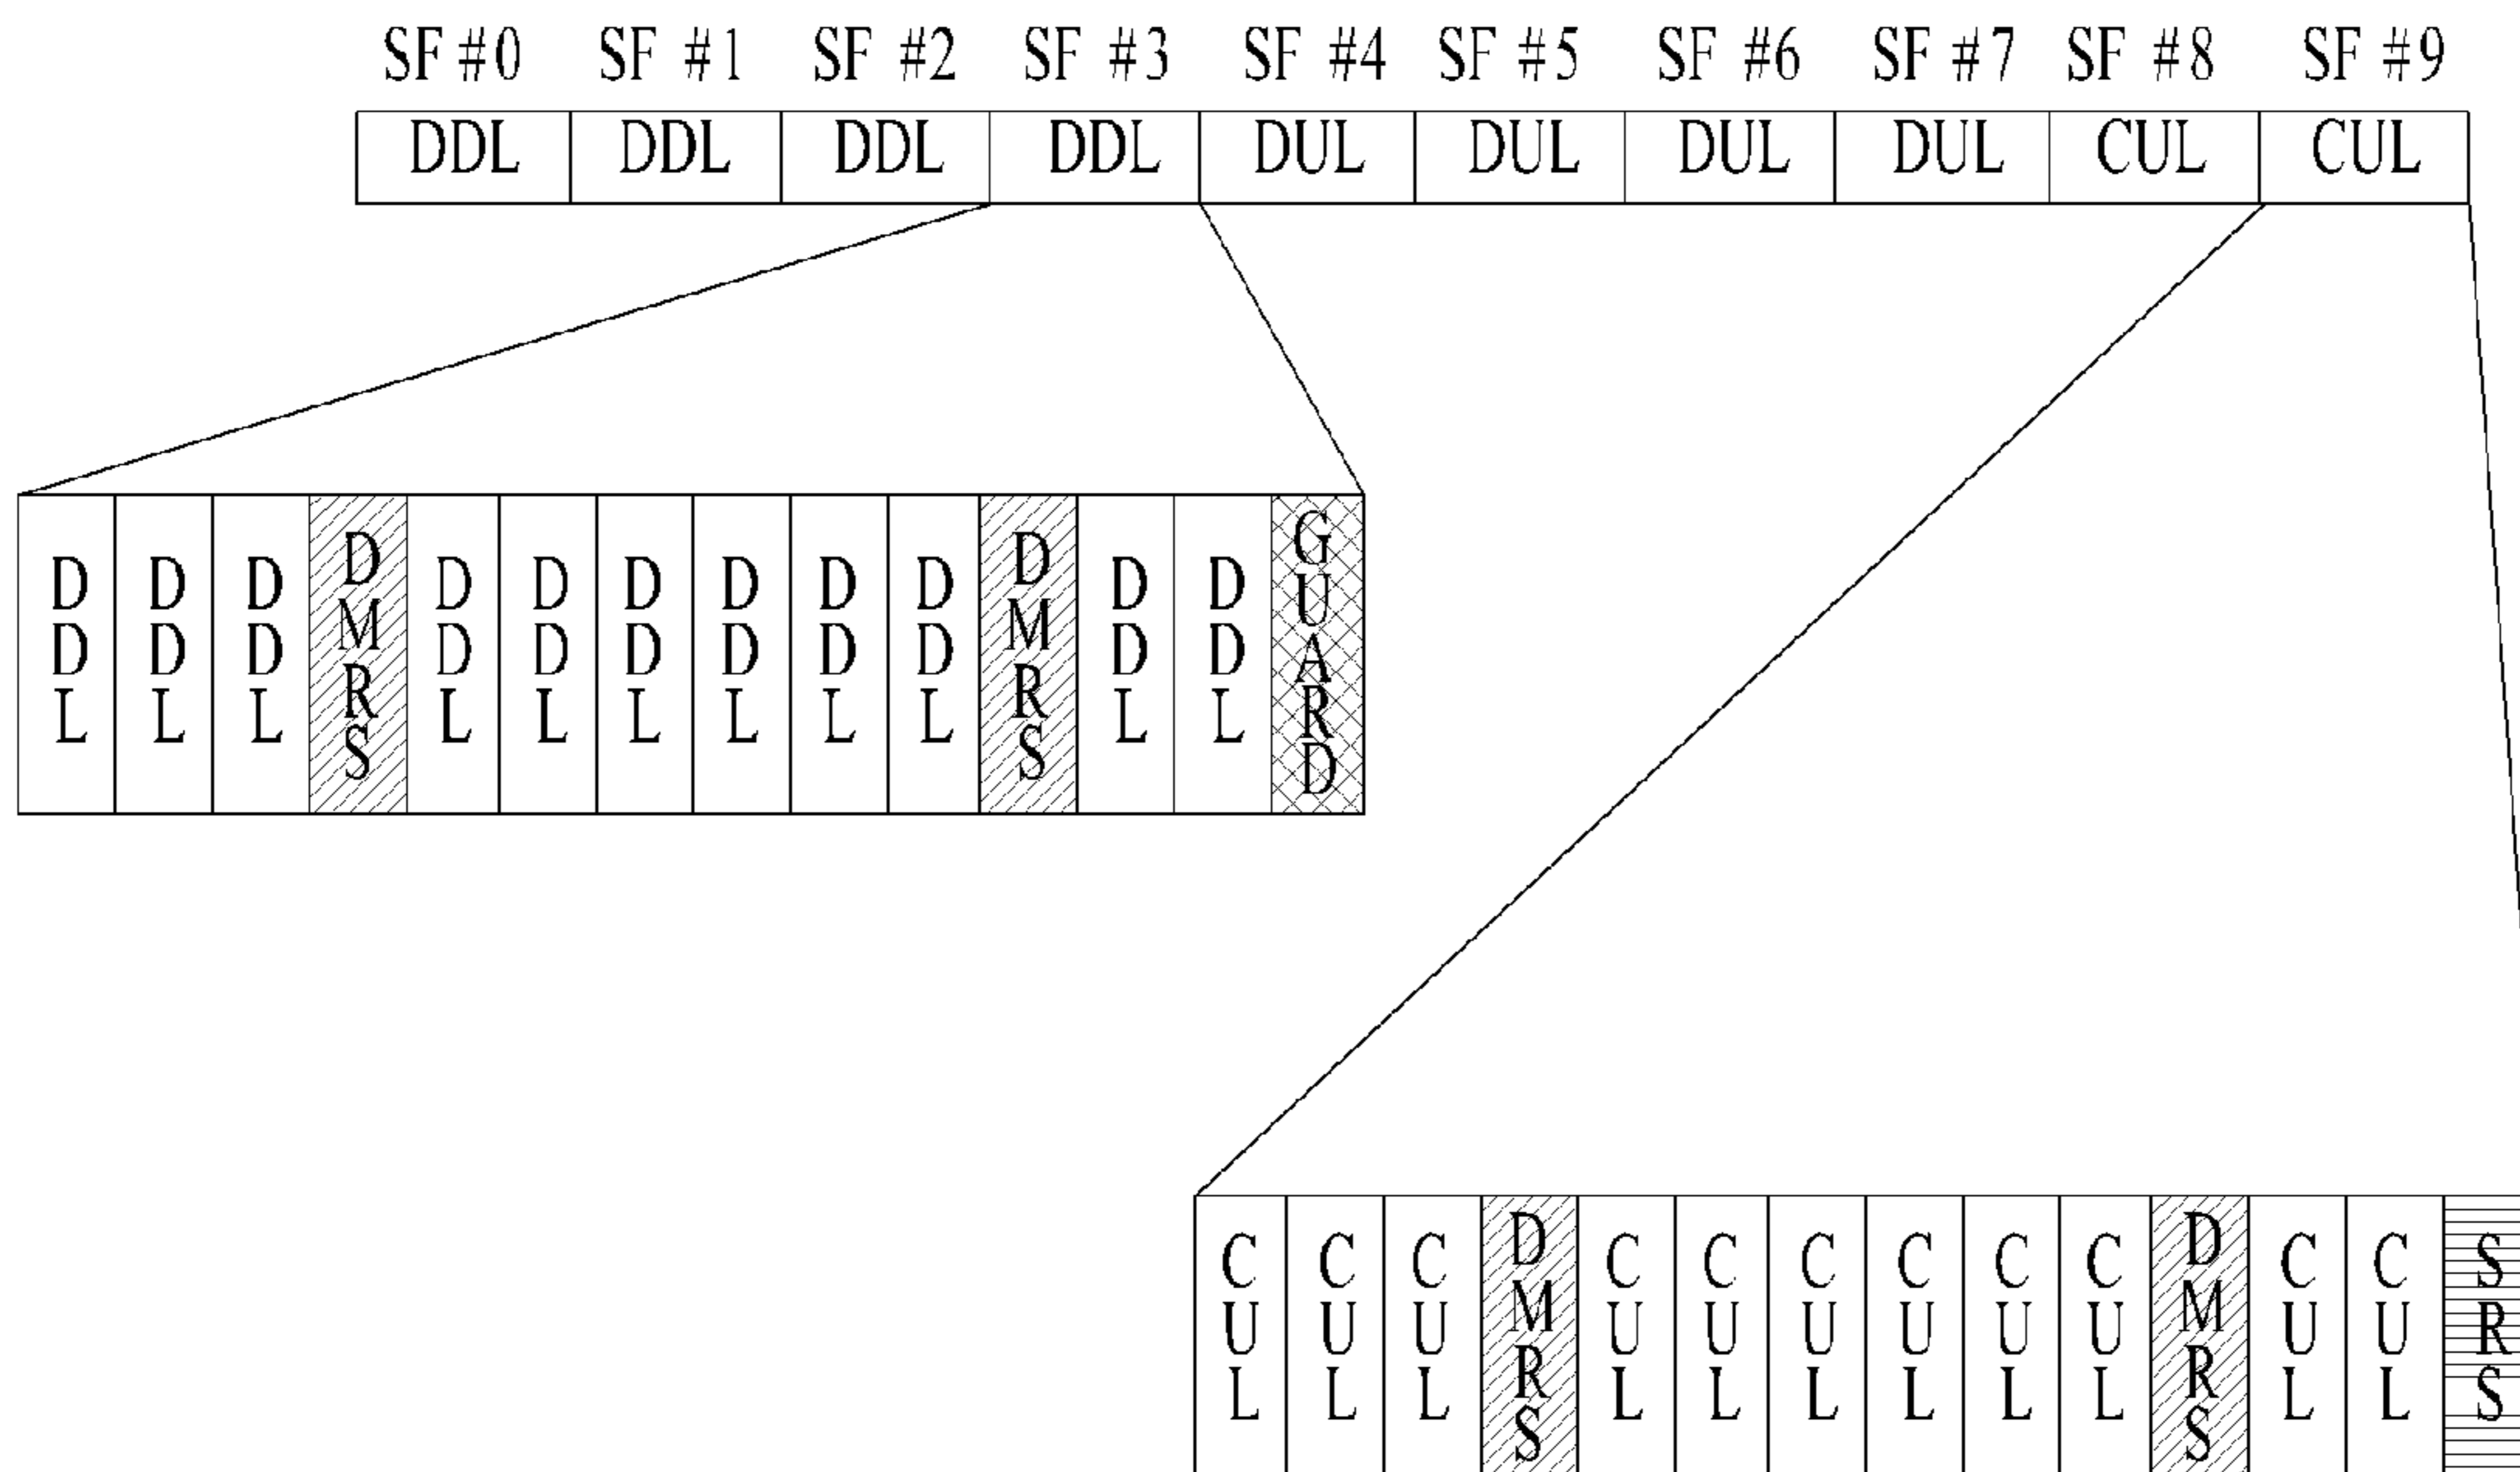 SF #0 SF #1 SF #2 SF #3 SF #4 SF #5 SF #6 SF #7 SF #8 SF #9
DDL DDL DDL DDL DUL DUL DUL DUL CUL CUL
DDL DDL DDL DMRS DDL DDL DDL DDL DDL DDL DMRS DDL DDL GUARD
CUL CUL CUL DMRS CUL CUL CUL CUL CUL CUL DMRS CUL CUL SRS